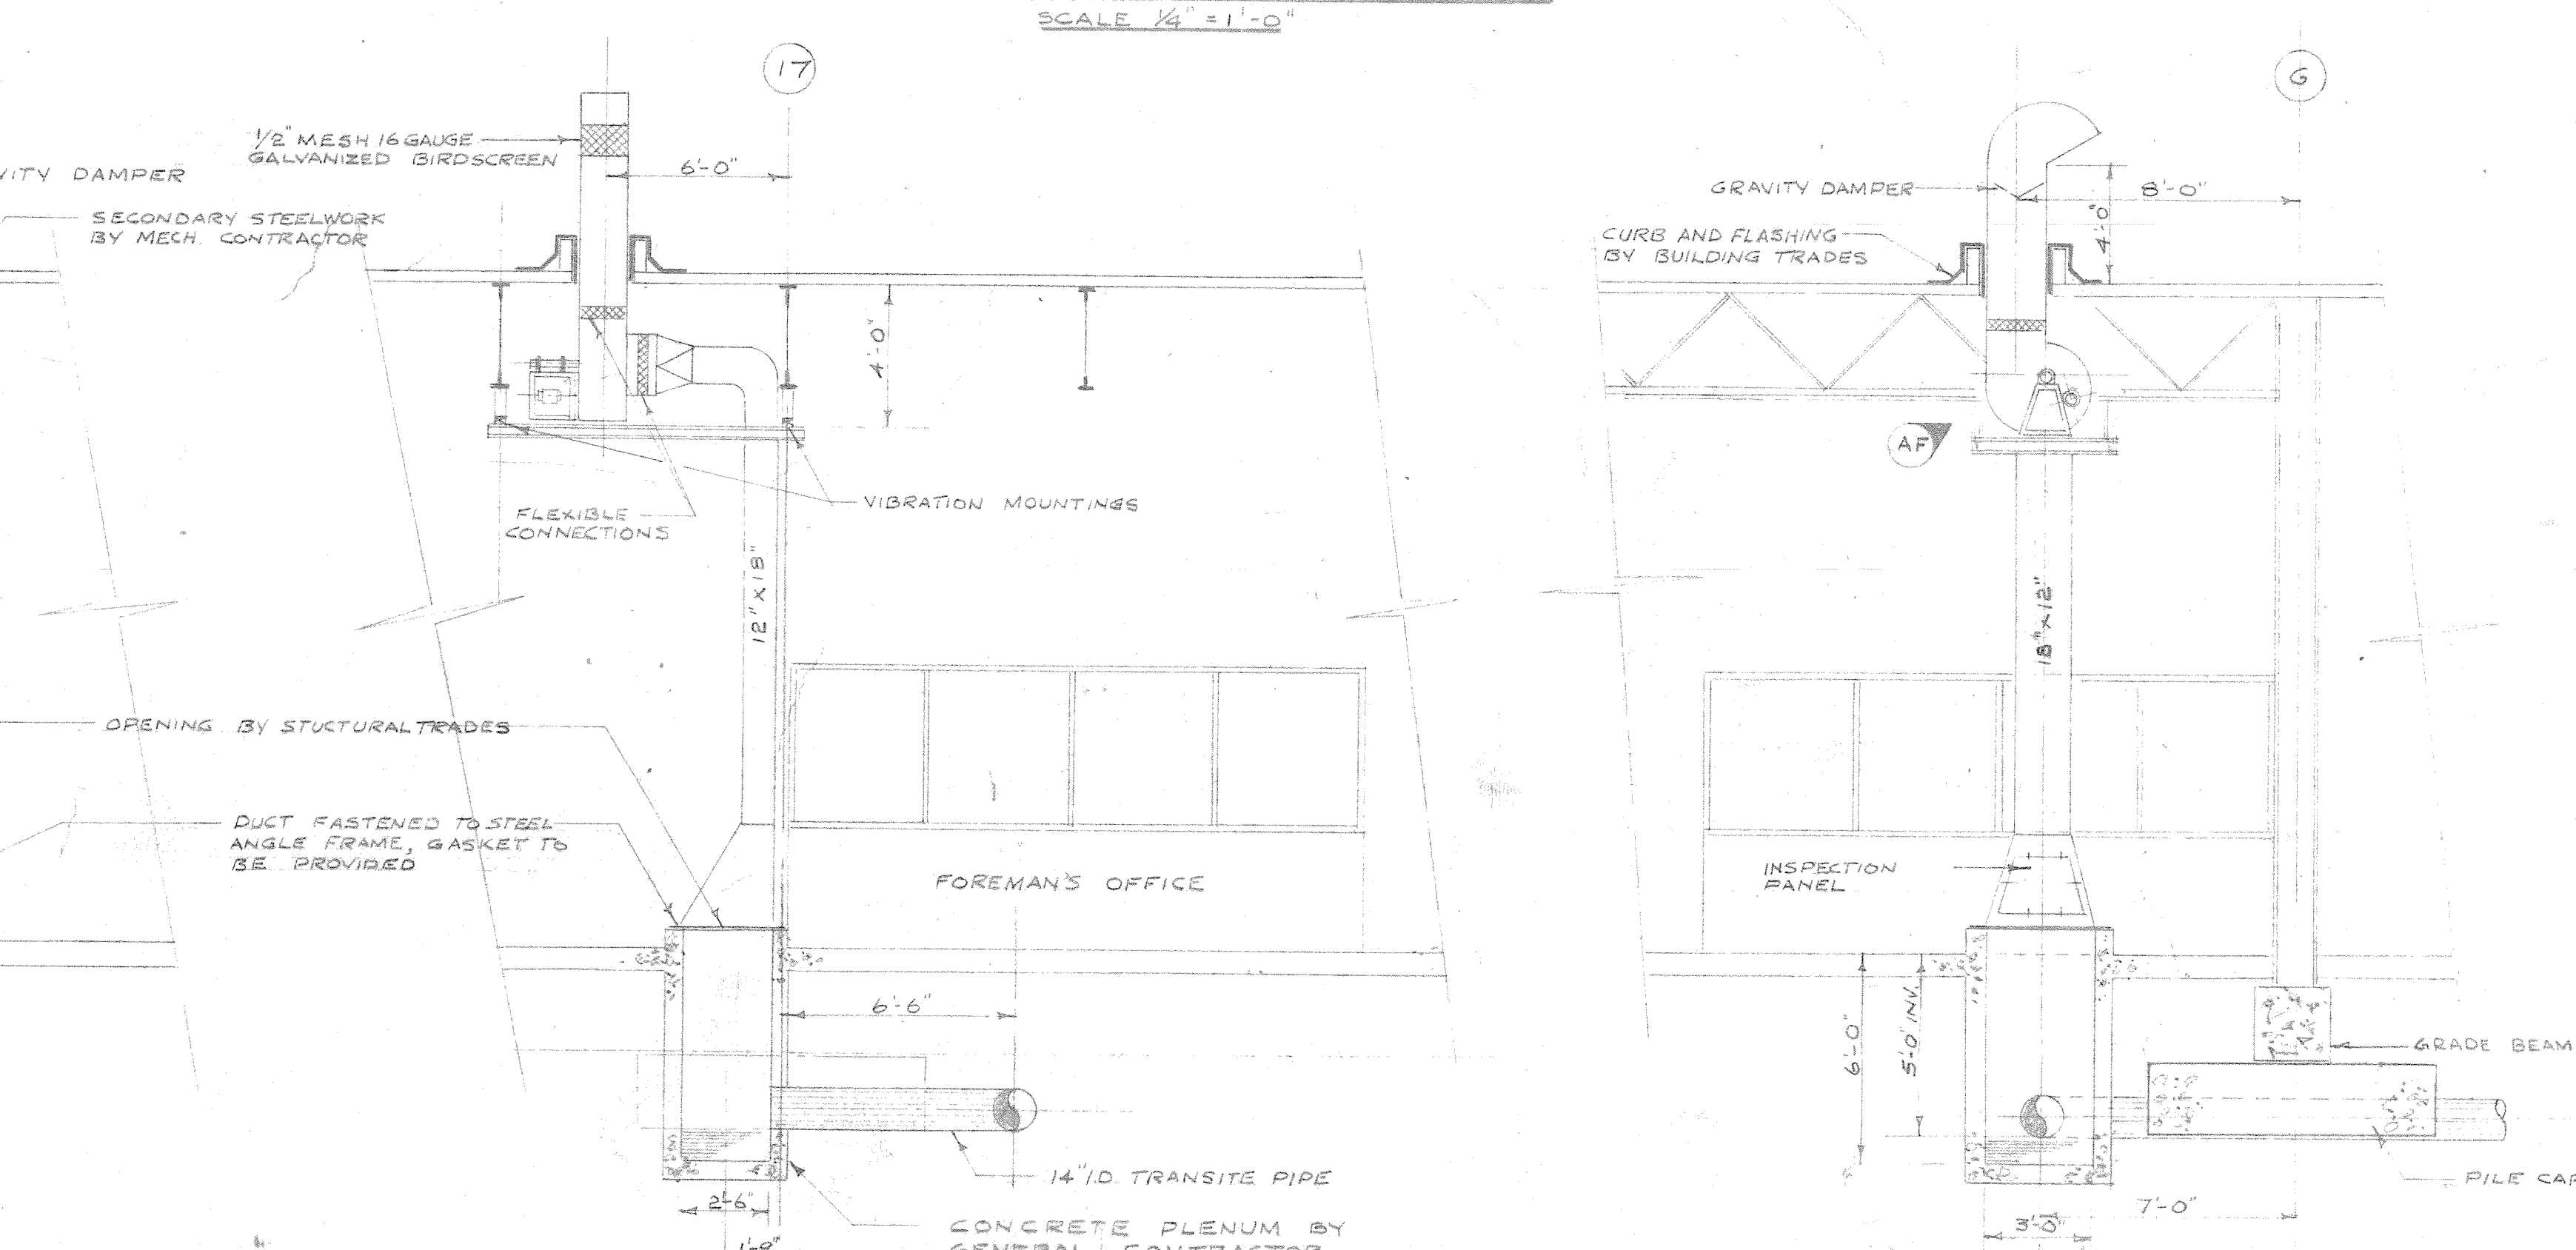 SCALE 1/4" = 1'-0"
17
G
1/2" MESH 16 GAUGE
GALVANIZED BIRDSCREEN
6'-0"
VITY DAMPER
SECONDARY STEELWORK
BY MECH. CONTRACTOR
4'-0"
FLEXIBLE
CONNECTIONS
VIBRATION MOUNTINGS
12" X 18"
OPENING BY STUCTURAL TRADES
DUCT FASTENED TO STEEL
ANGLE FRAME, GASKET TO
BE PROVIDED
FOREMAN'S OFFICE
6'-6"
14" I.D. TRANSITE PIPE
2'-6"
CONCRETE PLENUM BY
GENERAL CONTRACTOR
GRAVITY DAMPER
8'-0"
4'-0"
CURB AND FLASHING
BY BUILDING TRADES
AF
18" X 12"
INSPECTION
PANEL
6'-0"
5'-0" INV.
GRADE BEAM
PILE CAP
7'-0"
3'-0"